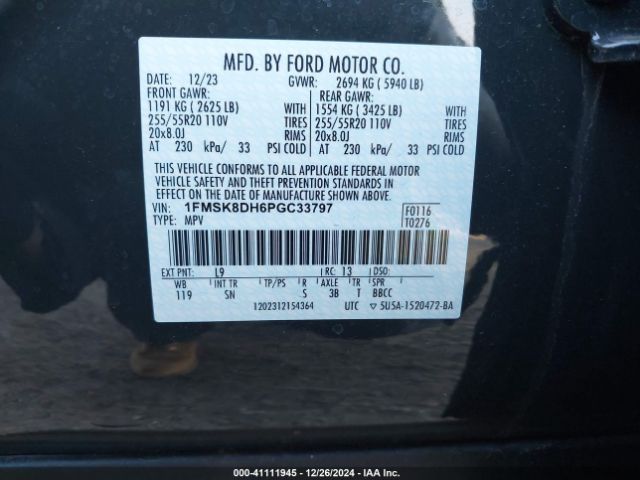 MFD. BY FORD MOTOR CO.
DATE: 12/23 GVWR: 2694 KG ( 5940 LB)
FRONT GAWR: REAR GAWR:
1191 KG ( 2625 LB) WITH 1554 KG ( 3425 LB) WITH
255/55R20 110V TIRES 255/55R20 110V TIRES
20x8.0J RIMS 20x8.0J RIMS
AT 230 kPa/ 33 PSI COLD AT 230 kPa/ 33 PSI COLD
THIS VEHICLE CONFORMS TO ALL APPLICABLE FEDERAL MOTOR
VEHICLE SAFETY AND THEFT PREVENTION STANDARDS IN
EFFECT ON THE DATE OF MANUFACTURE SHOWN ABOVE.
VIN: 1FMSK8DH6PGC33797 F0116
TYPE: MPV T0276
EXT PNT: L9 RC: 13 DSO:
WB INT TR TP/PS R AXLE TR SPR
119 SN S 3B T BBCC
1202312154364 UTC 5U5A-1520472-BA
© 40-41111945 – 12/26/2024 – IAA Inc.